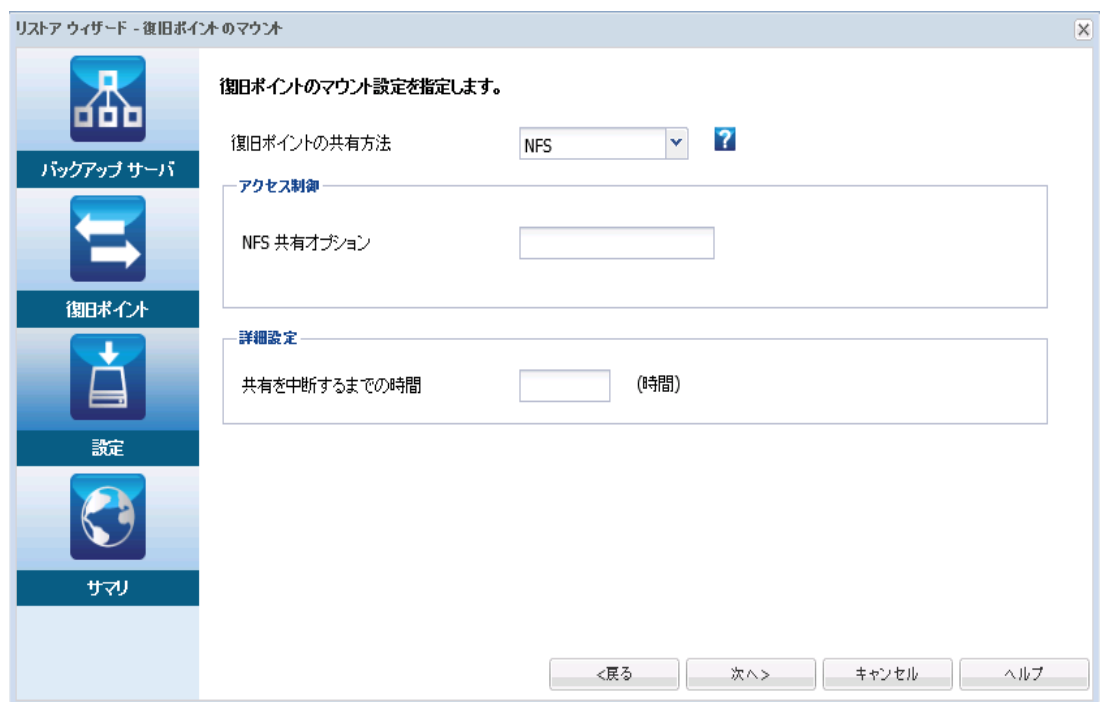 リストア ウィザード - 復旧ポイントのマウント
バックアップ サーバ
復旧ポイント
設定
サマリ
復旧ポイントのマウント設定を指定します。
復旧ポイントの共有方法
NFS
?
アクセス制御
NFS 共有オプション
詳細設定
共有を中断するまでの時間
(時間)
<戻る
次へ>
キャンセル
ヘルプ